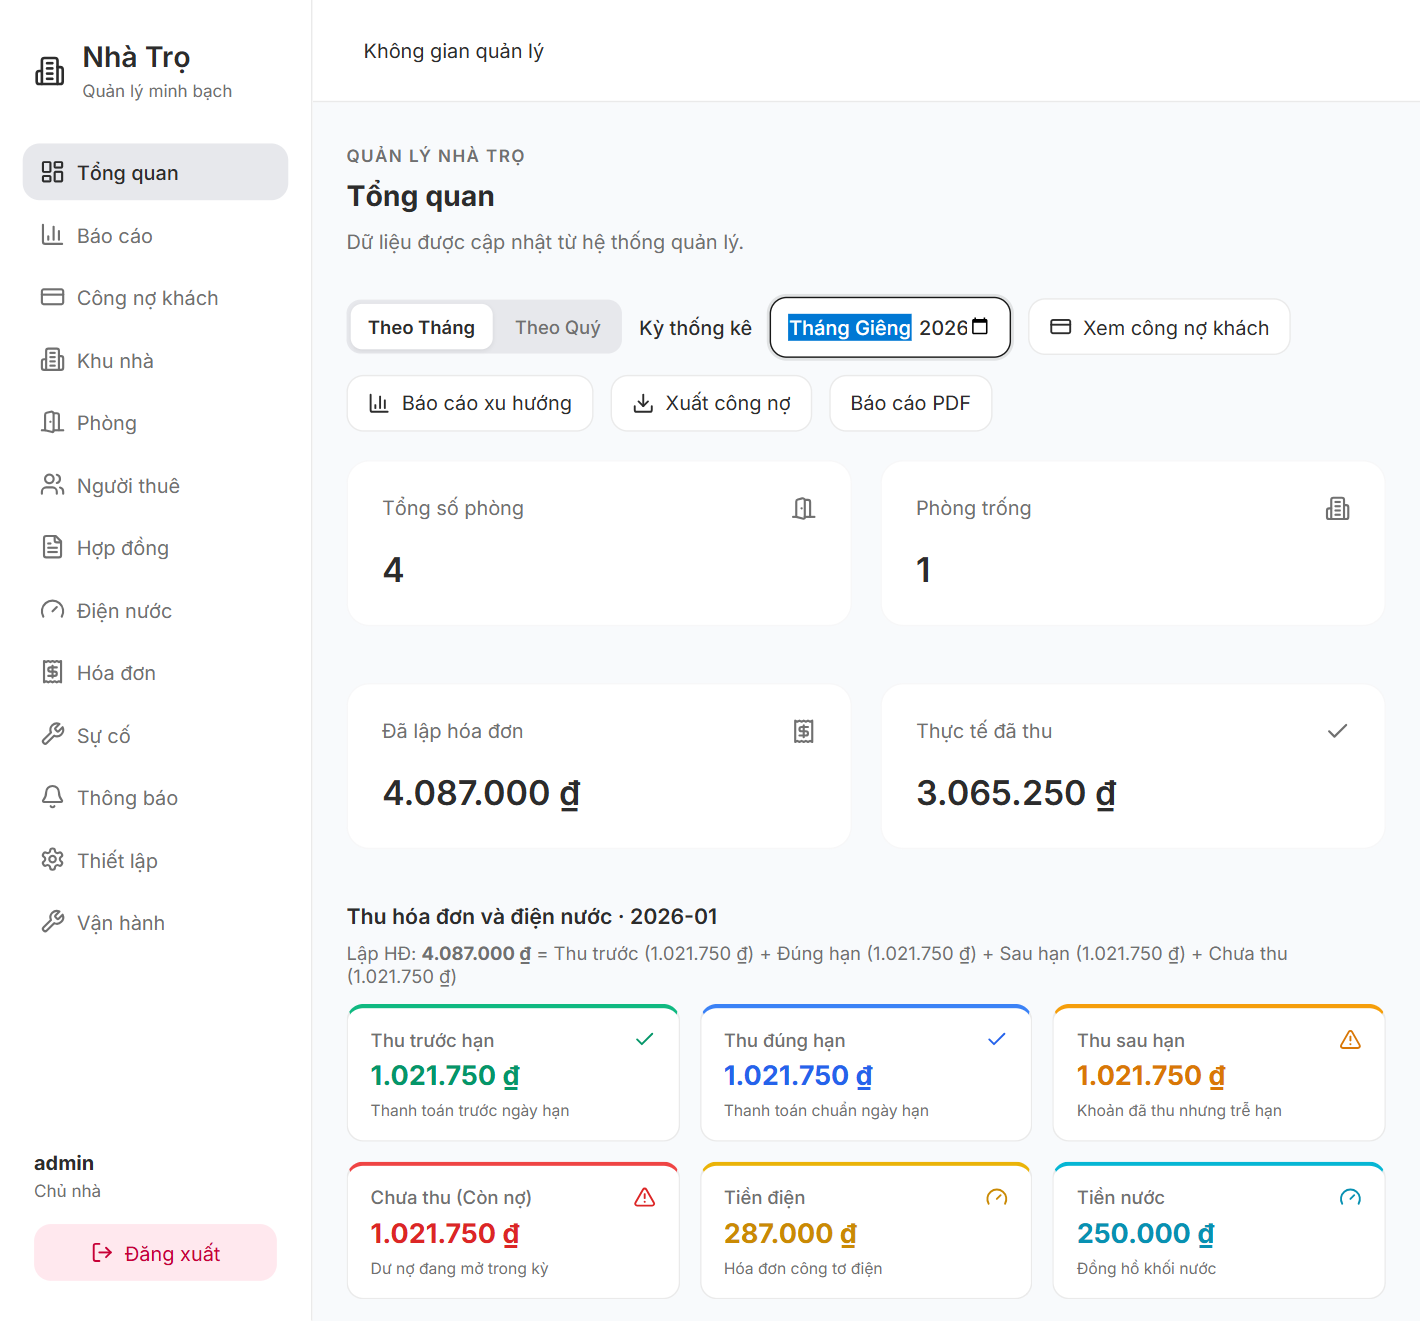 Nhà Trọ
Quản lý minh bạch
Tổng quan
Báo cáo
Công nợ khách
Khu nhà
Phòng
Người thuê
Hợp đồng
Điện nước
Hóa đơn
Sự cố
Thông báo
Thiết lập
Vận hành
admin
Chủ nhà
Đăng xuất
Không gian quản lý
QUẢN LÝ NHÀ TRỌ
Tổng quan
Dữ liệu được cập nhật từ hệ thống quản lý.
Theo Tháng
Theo Quý
Kỳ thống kê
Tháng Giêng 2026
Xem công nợ khách
Báo cáo xu hướng
Xuất công nợ
Báo cáo PDF
Tổng số phòng
4
Phòng trống
1
Đã lập hóa đơn
4.087.000 ₫
Thực tế đã thu
3.065.250 ₫
Thu hóa đơn và điện nước · 2026-01
Lập HĐ: 4.087.000 ₫ = Thu trước (1.021.750 ₫) + Đúng hạn (1.021.750 ₫) + Sau hạn (1.021.750 ₫) + Chưa thu
(1.021.750 ₫)
Thu trước hạn
1.021.750 ₫
Thanh toán trước ngày hạn
Thu đúng hạn
1.021.750 ₫
Thanh toán chuẩn ngày hạn
Thu sau hạn
1.021.750 ₫
Khoản đã thu nhưng trễ hạn
Chưa thu (Còn nợ)
1.021.750 ₫
Dư nợ đang mở trong kỳ
Tiền điện
287.000 ₫
Hóa đơn công tơ điện
Tiền nước
250.000 ₫
Đồng hồ khối nước